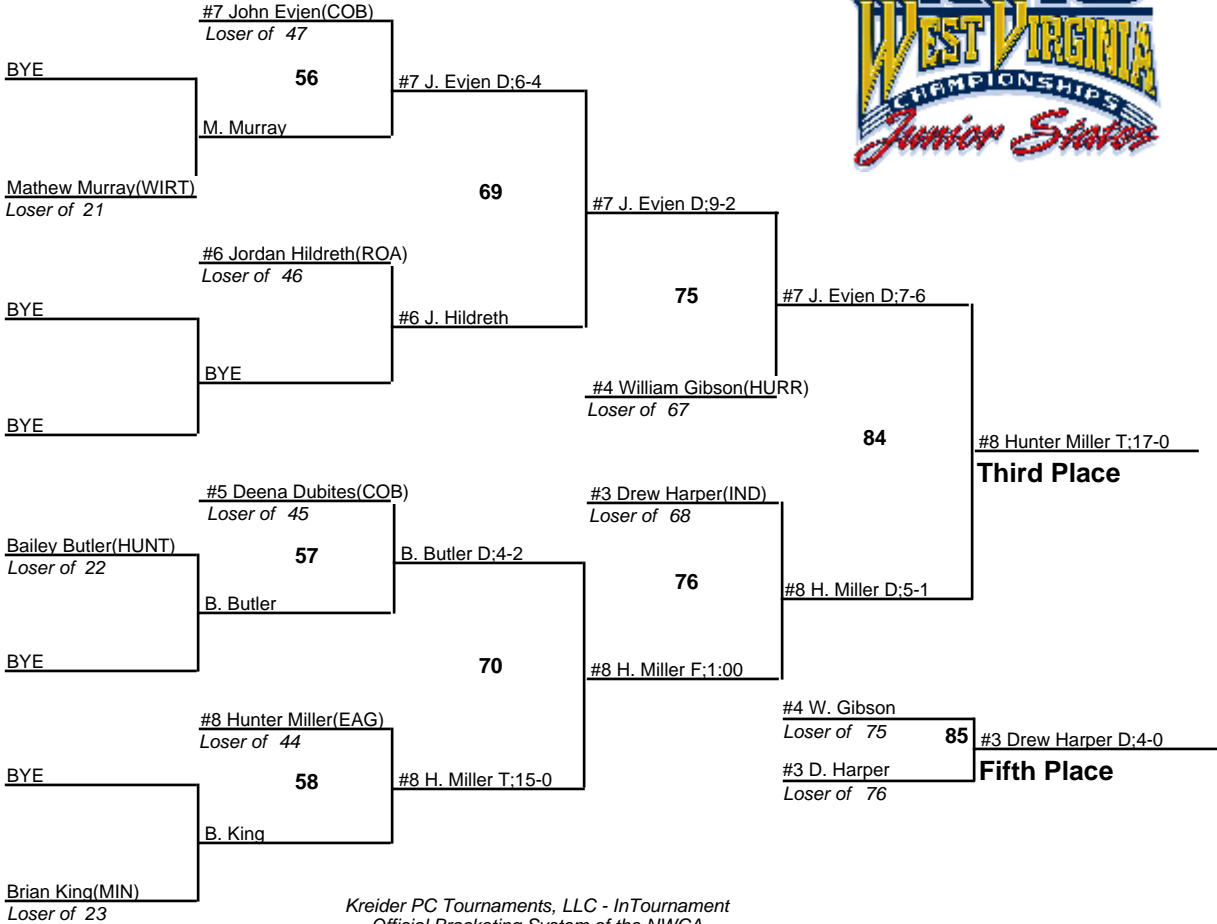 WEST VIRGINIA
CHAMPIONSHIPS
Junior States
#7 John Evjen(COB)
Loser of 47
BYE
56
#7 J. Evjen D;6-4
M. Murray
Mathew Murray(WIRT)
Loser of 21
69
#7 J. Evjen D;9-2
#6 Jordan Hildreth(ROA)
Loser of 46
BYE
#6 J. Hildreth
75
#7 J. Evjen D;7-6
BYE
#4 William Gibson(HURR)
Loser of 67
BYE
84
#8 Hunter Miller T;17-0
Third Place
#5 Deena Dubites(COB)
Loser of 45
#3 Drew Harper(IND)
Loser of 68
Bailey Butler(HUNT)
Loser of 22
57
B. Butler D;4-2
76
#8 H. Miller D;5-1
B. Butler
BYE
70
#8 H. Miller F;1:00
#8 Hunter Miller(EAG)
Loser of 44
#4 W. Gibson
Loser of 75
85
#3 Drew Harper D;4-0
Fifth Place
BYE
58
#8 H. Miller T;15-0
#3 D. Harper
Loser of 76
B. King
Brian King(MIN)
Loser of 23
Kreider PC Tournaments, LLC - InTournament
Official Bracketing System of the NWCA